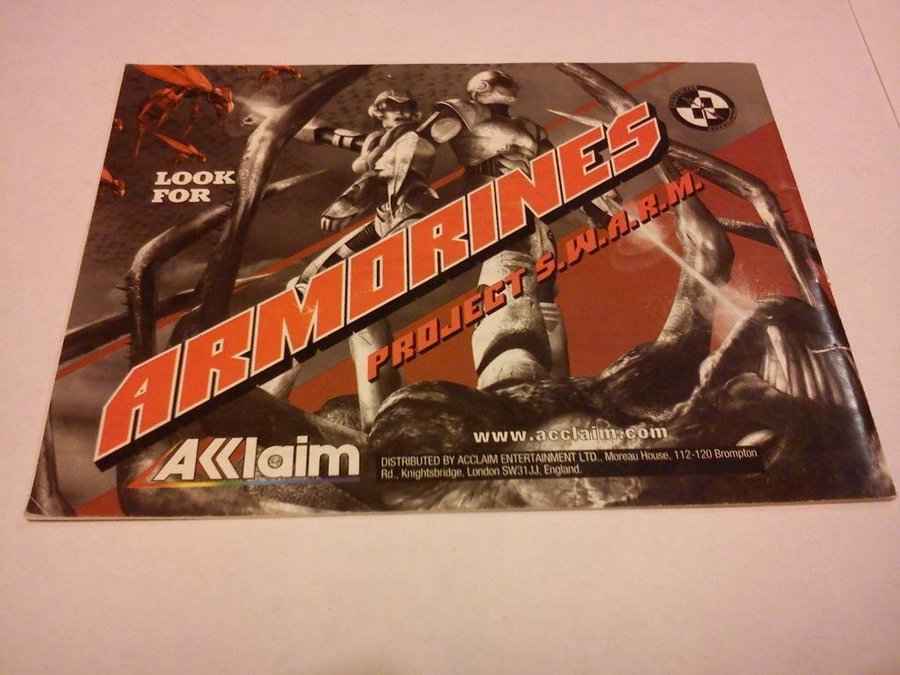 LOOK
FOR
ARMORINES
PROJECT S.W.A.R.M.
Acclaim
www.acclaim.com
DISTRIBUTED BY ACCLAIM ENTERTAINMENT LTD., Moreau House, 112-120 Brompton
Rd., Knightsbridge, London SW31JJ, England.